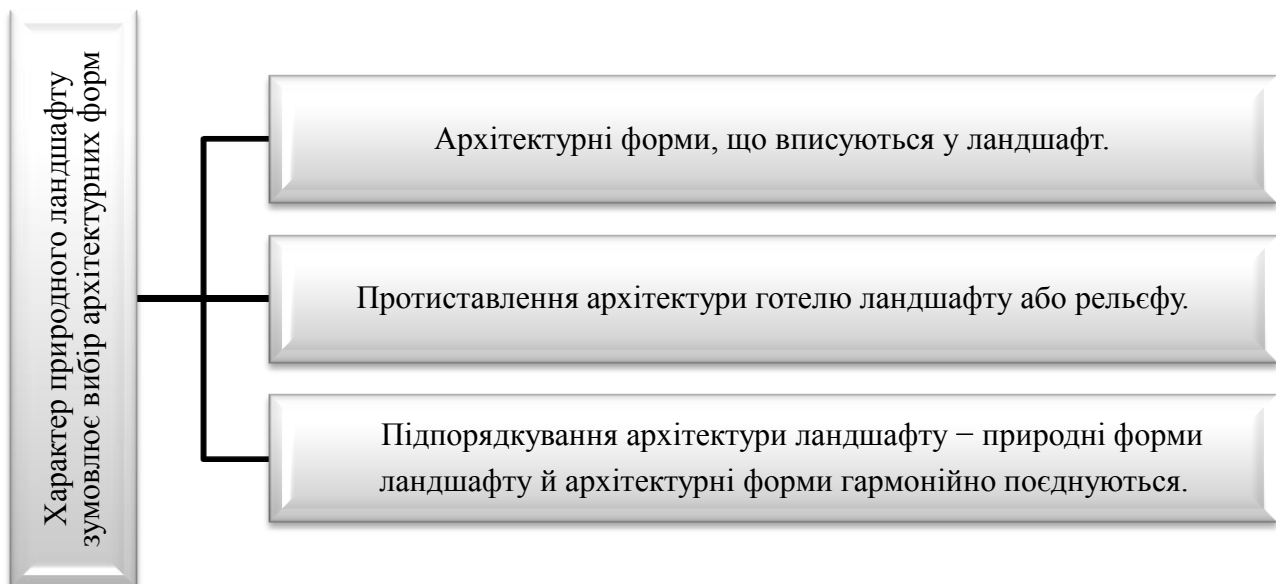 Характер природного ландшафту
зумовлює вибір архітектурних форм
Архітектурні форми, що вписуються у ландшафт.
Протиставлення архітектури готелю ландшафту або рельєфу.
Підпорядкування архітектури ландшафту − природні форми
ландшафту й архітектурні форми гармонійно поєднуються.